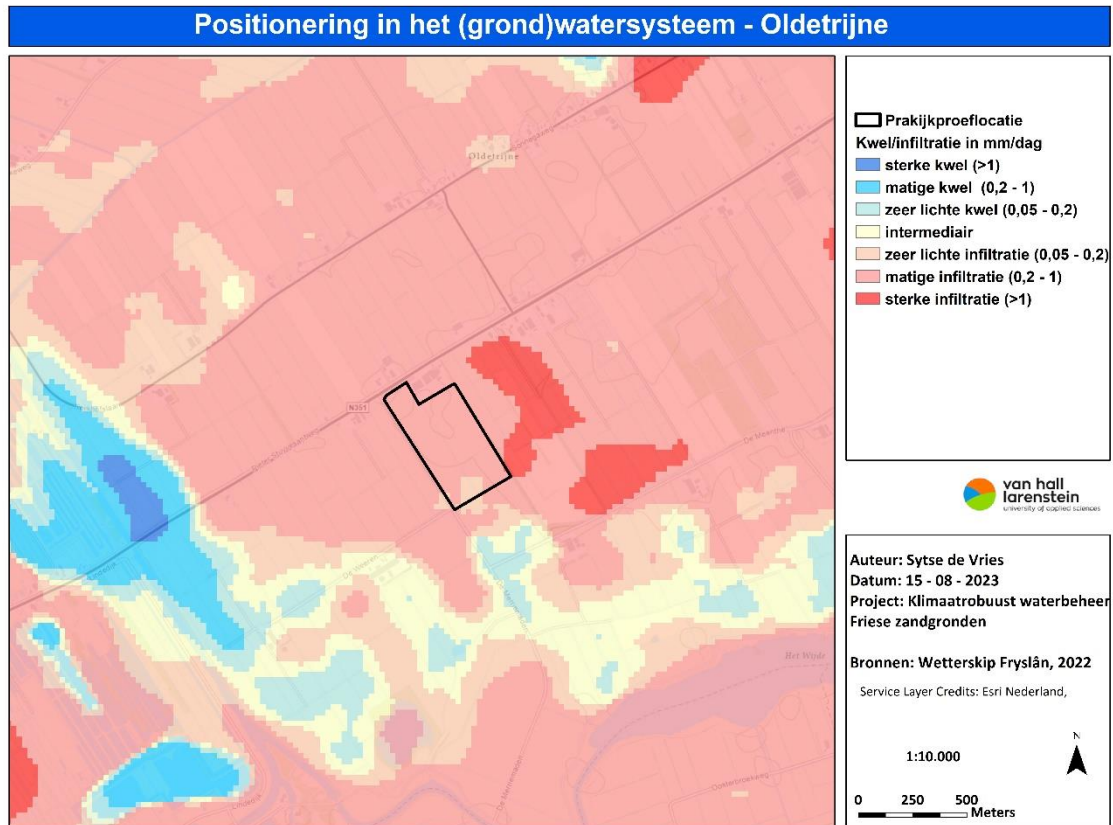 Positionering in het (grond)watersysteem - Oldetrijne
Oldetrijne
N351
De Meenthe
Het Wijde
Prakijkproeflocatie
Kwel/infiltratie in mm/dag
sterke kwel (>1)
matige kwel (0,2 - 1)
zeer lichte kwel (0,05 - 0,2)
intermediair
zeer lichte infiltratie (0,05 - 0,2)
matige infiltratie (0,2 - 1)
sterke infiltratie (>1)
van hall
larenstein
university of applied sciences
Auteur: Sytse de Vries
Datum: 15 - 08 - 2023
Project: Klimaatrobuust waterbeheer
Friese zandgronden
Bronnen: Wetterskip Fryslân, 2022
Service Layer Credits: Esri Nederland,
N
1:10.000
0 250 500
Meters